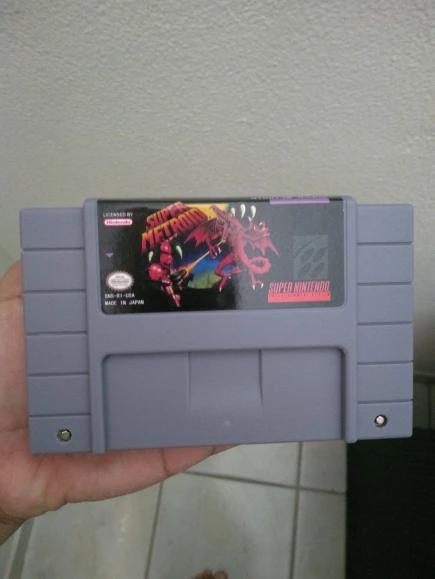 LICENSED BY
Nintendo
SUPER
METROID
SNS-RI-USA
MADE IN JAPAN
SUPER NINTENDO